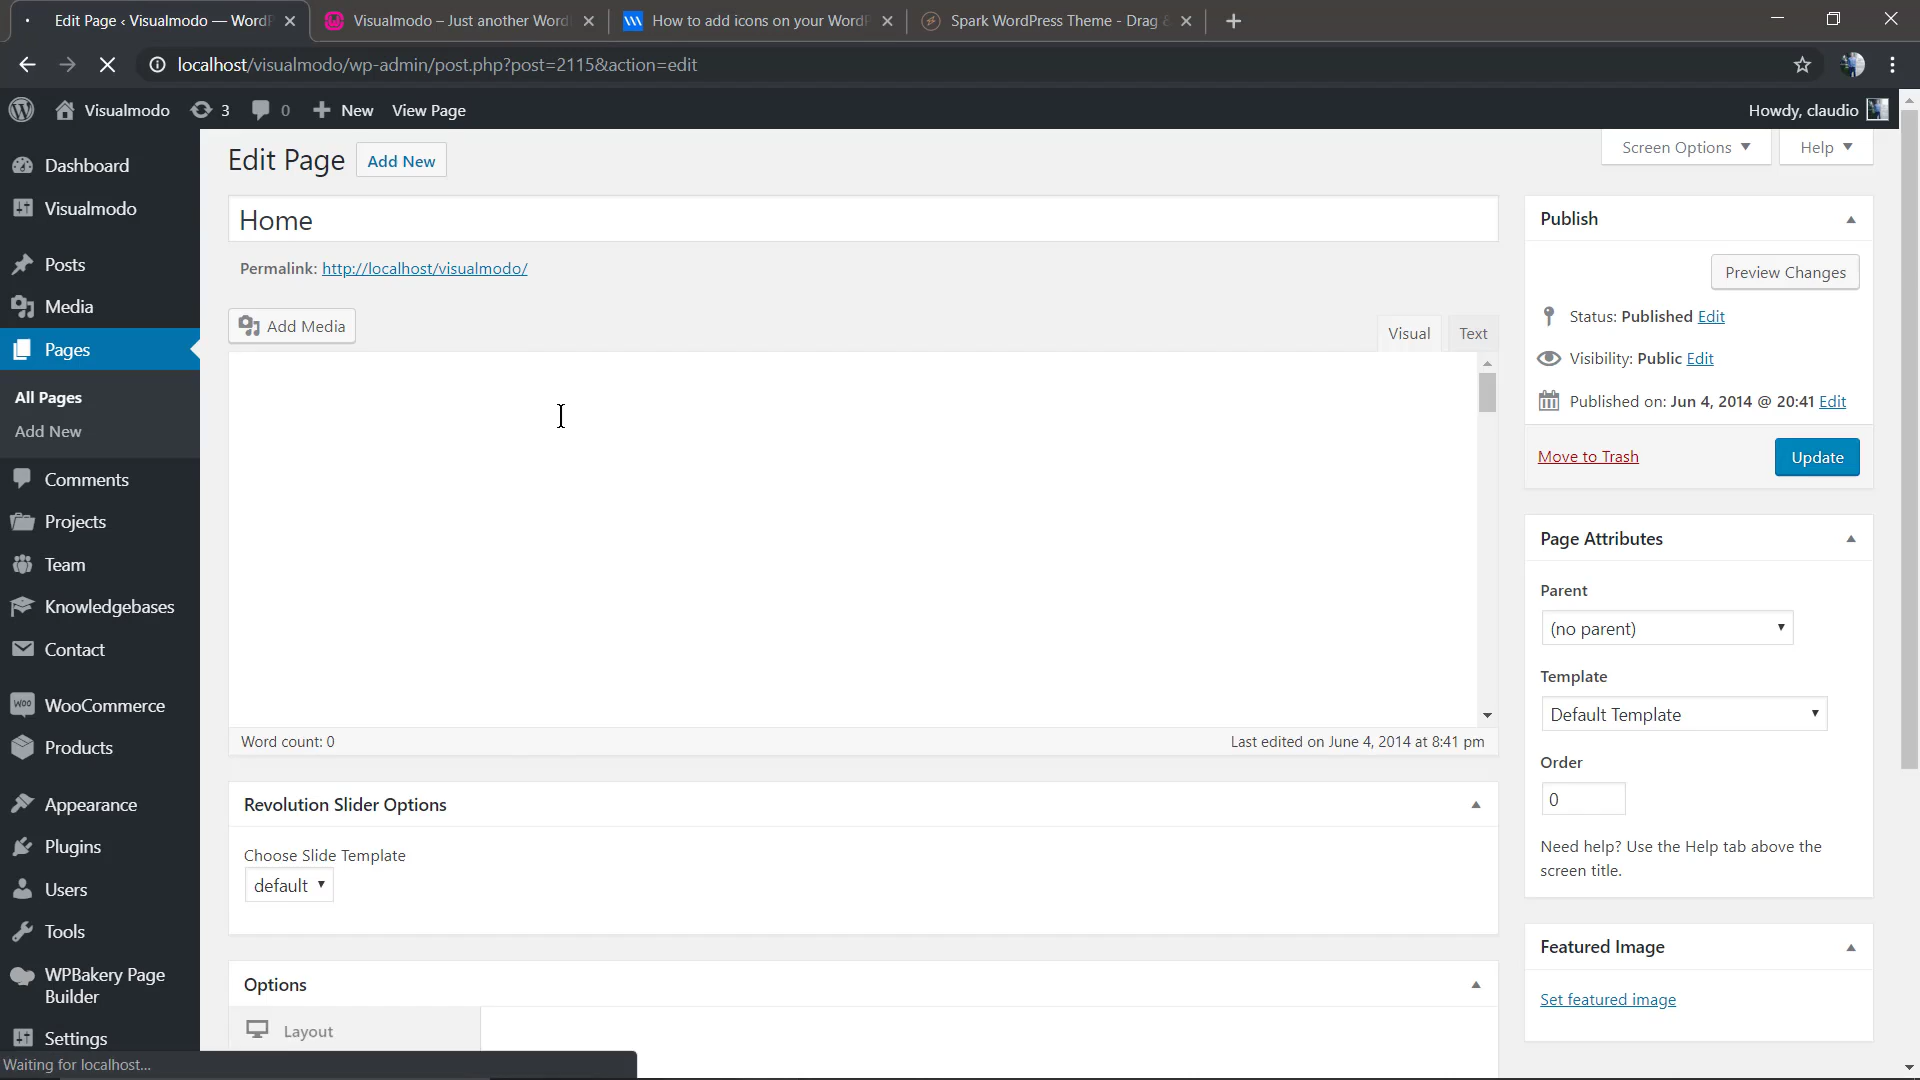 Edit Page ‹ Visualmodo — WordP
Visualmodo – Just another Word
How to add icons on your WordP
Spark WordPress Theme - Drag &
localhost/visualmodo/wp-admin/post.php?post=2115&action=edit
Visualmodo 3 0 New View Page
Howdy, claudio
Dashboard
Visualmodo
Posts
Media
Pages
All Pages
Add New
Comments
Projects
Team
Knowledgebases
Contact
WOO WooCommerce
Products
Appearance
Plugins
Users
Tools
WPBakery Page
Builder
Settings
Waiting for localhost...
Screen Options Help
Edit Page Add New
Home
Permalink: http://localhost/visualmodo/
Add Media
Visual Text
Word count: 0
Last edited on June 4, 2014 at 8:41 pm
Revolution Slider Options
Choose Slide Template
default
Options
Layout
Publish
Preview Changes
Status: Published Edit
Visibility: Public Edit
Published on: Jun 4, 2014 @ 20:41 Edit
Move to Trash
Update
Page Attributes
Parent
(no parent)
Template
Default Template
Order
0
Need help? Use the Help tab above the
screen title.
Featured Image
Set featured image